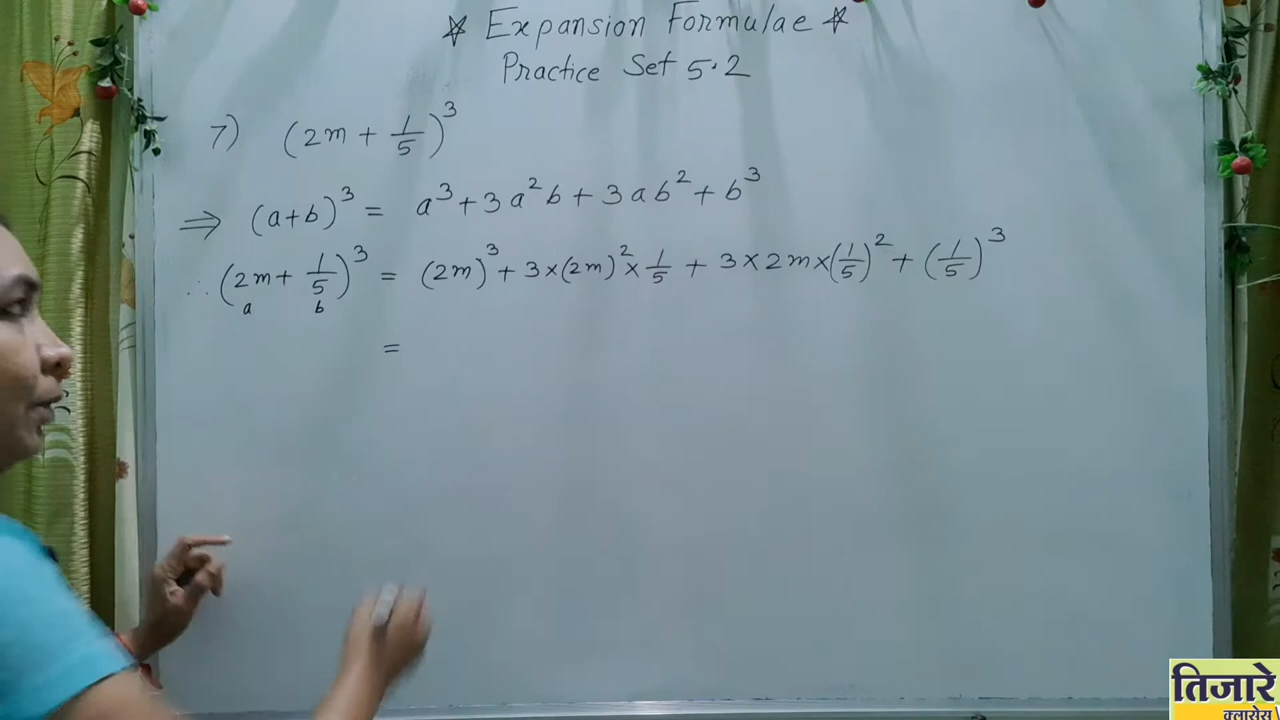 ☆ Expansion Formulae ☆
Practice Set 5.2
7) (2m + 1/5)³
⇒ (a+b)³ = a³ + 3a²b + 3ab² + b³
∴ (2m + 1/5)³ = (2m)³ + 3×(2m)² × 1/5 + 3×2m×(1/5)² + (1/5)³
a b
=
तिजारे
क्लासेस